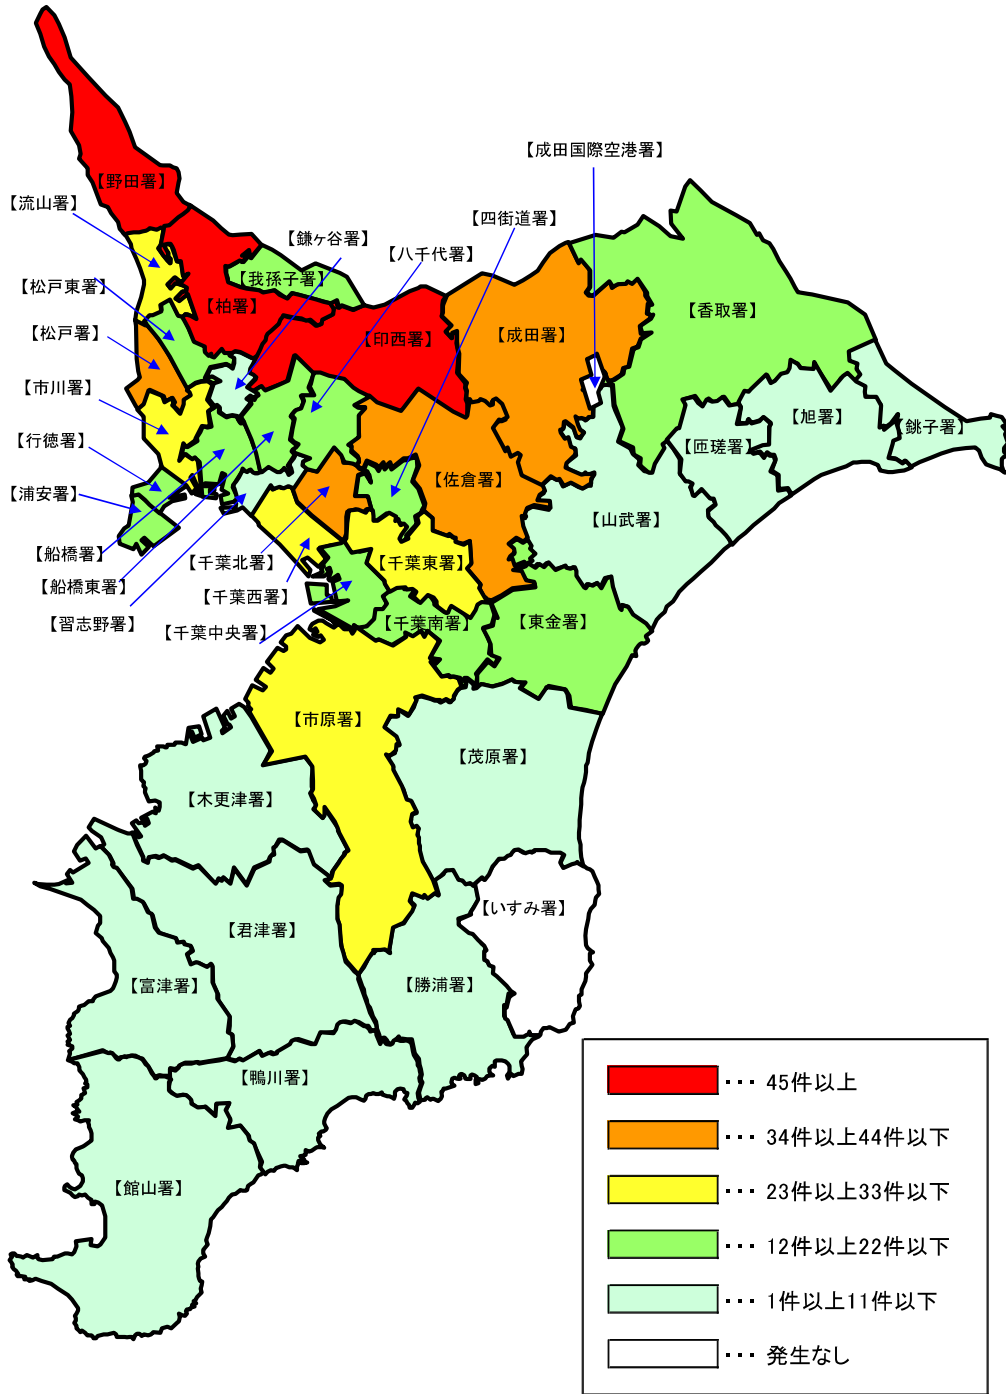 【成田国際空港署】
【野田署】
【流山署】
【四街道署】
【鎌ヶ谷署】
【八千代署】
【我孫子署】
【松戸東署】
【柏署】
【香取署】
【松戸署】
【印西署】
【成田署】
【市川署】
【旭署】
【銚子署】
【行徳署】
【匝瑳署】
【浦安署】
【佐倉署】
【山武署】
【船橋署】
【千葉北署】
【千葉東署】
【船橋東署】
【千葉西署】
【習志野署】
【千葉中央署】
【千葉南署】
【東金署】
【市原署】
【茂原署】
【木更津署】
【いすみ署】
【君津署】
【富津署】
【勝浦署】
【鴨川署】
【館山署】
・・・ 45件以上
・・・ 34件以上44件以下
・・・ 23件以上33件以下
・・・ 12件以上22件以下
・・・ 1件以上11件以下
・・・ 発生なし